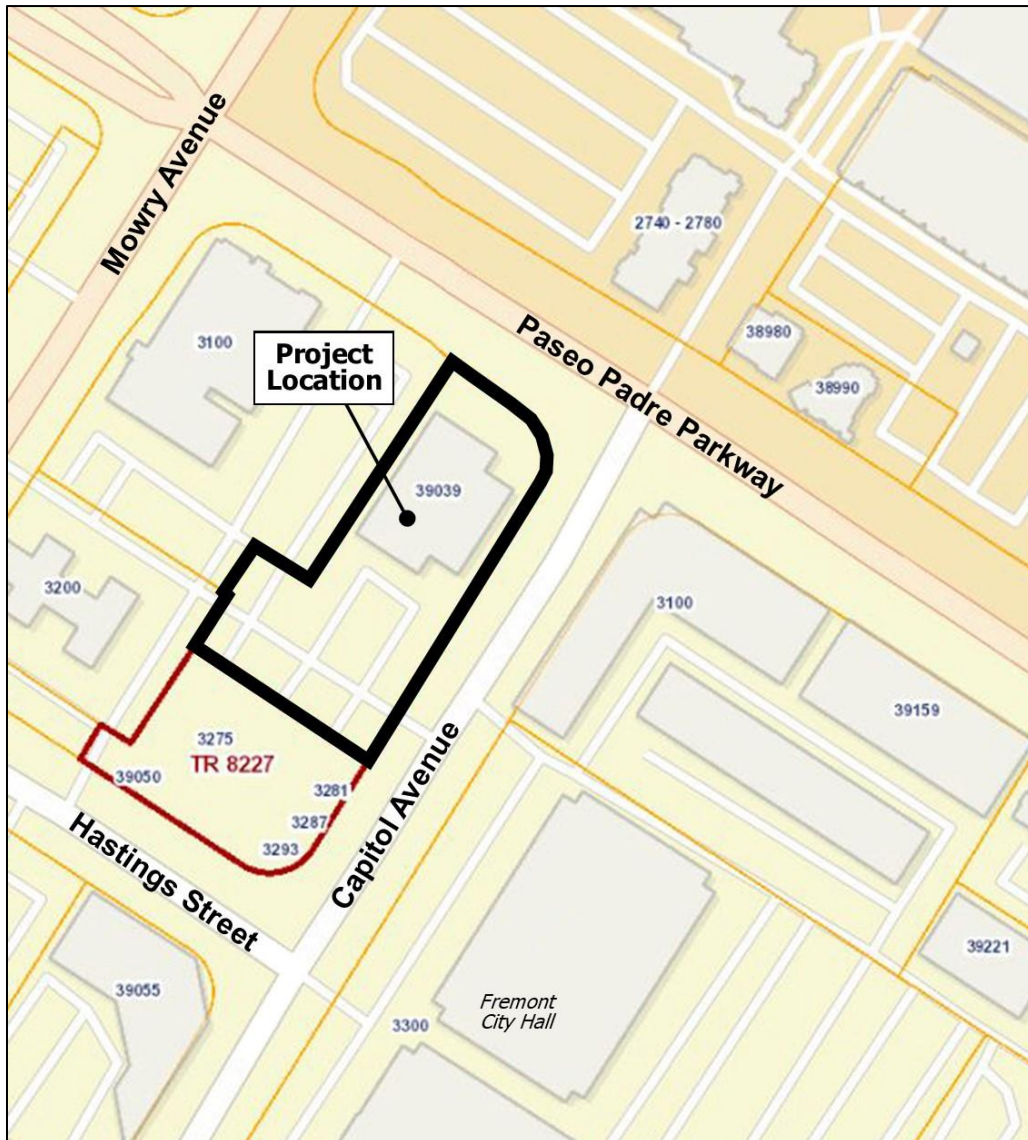 Mowry Avenue
2740 - 2780
38980
38990
Paseo Padre Parkway
3100
Project
Location
39039
3200
3100
39159
3275
TR 8227
39050
3281
3287
3293
Hastings Street
Capitol Avenue
39221
39055
Fremont
City Hall
3300